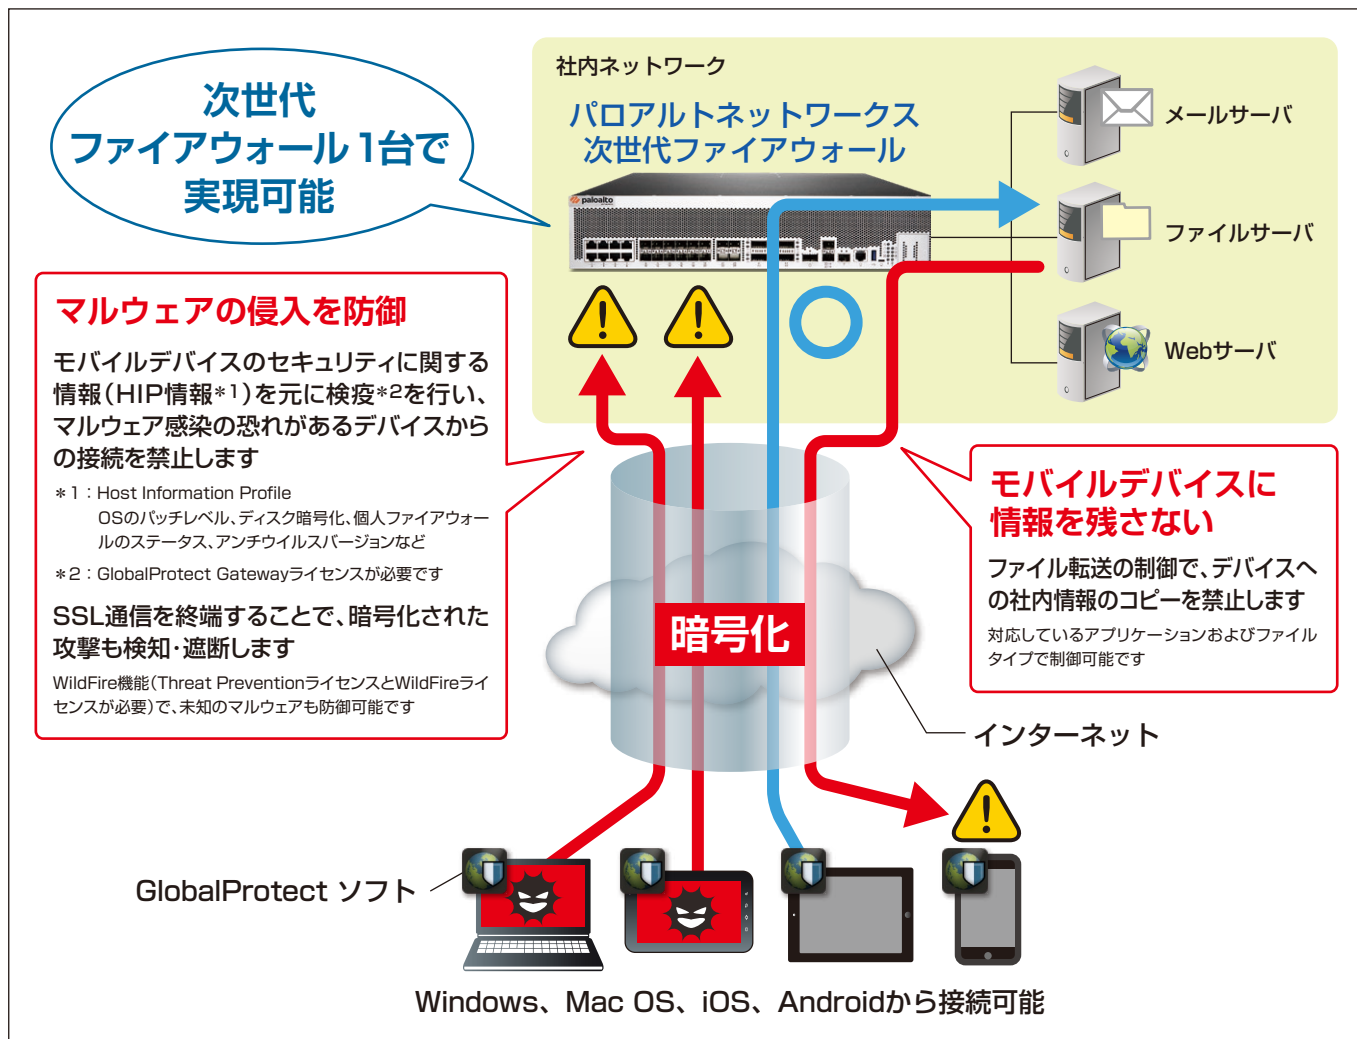 次世代
ファイアウォール 1台で
実現可能
社内ネットワーク
パロアルトネットワークス
次世代ファイアウォール
paloalto
メールサーバ
ファイルサーバ
Webサーバ
マルウェアの侵入を防御
モバイルデバイスのセキュリティに関する
情報(HIP情報*1)を元に検疫*2を行い、
マルウェア感染の恐れがあるデバイスから
の接続を禁止します
*1:Host Information Profile
OSのパッチレベル、ディスク暗号化、個人ファイアウォー
ルのステータス、アンチウイルスバージョンなど
*2:GlobalProtect Gatewayライセンスが必要です
SSL通信を終端することで、暗号化された
攻撃も検知・遮断します
WildFire機能(Threat PreventionライセンスとWildFireライ
センスが必要)で、未知のマルウェアも防御可能です
モバイルデバイスに
情報を残さない
ファイル転送の制御で、デバイスへ
の社内情報のコピーを禁止します
対応しているアプリケーションおよびファイル
タイプで制御可能です
暗号化
インターネット
GlobalProtect ソフト
Windows、Mac OS、iOS、Androidから接続可能